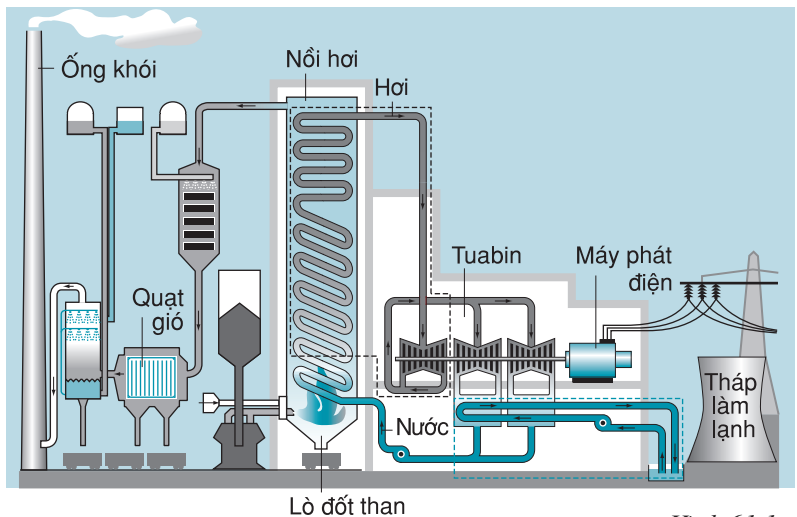 Ống khói
Nồi hơi
Hơi
Tuabin
Máy phát
điện
Quạt
gió
Nước
Tháp
làm
lạnh
Lò đốt than